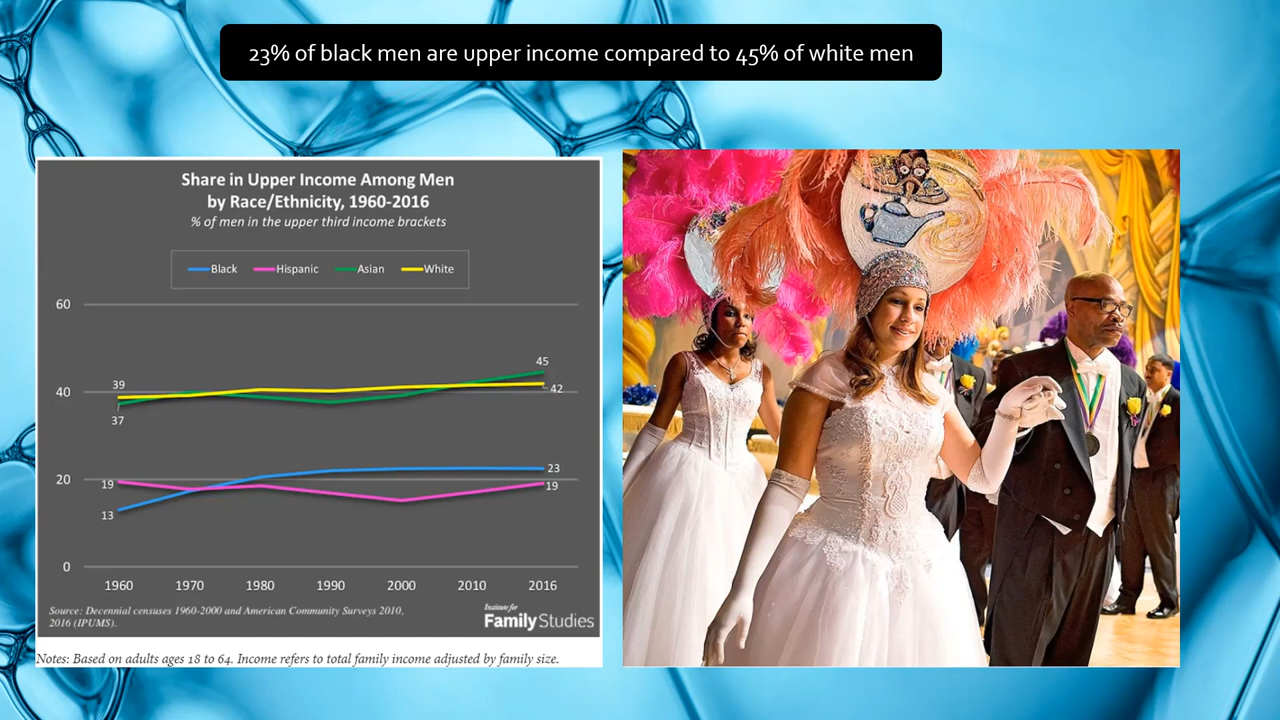 23% of black men are upper income compared to 45% of white men
Share in Upper Income Among Men
by Race/Ethnicity, 1960-2016
% of men in the upper third income brackets
Black Hispanic Asian White
60
45
39
40
42
37
23
20
19
19
13
0
1960 1970 1980 1990 2000 2010 2016
Source: Decennial censuses 1960-2000 and American Community Surveys 2010,
2016 (IPUMS).
Institute for
FamilyStudies
Notes: Based on adults ages 18 to 64. Income refers to total family income adjusted by family size.